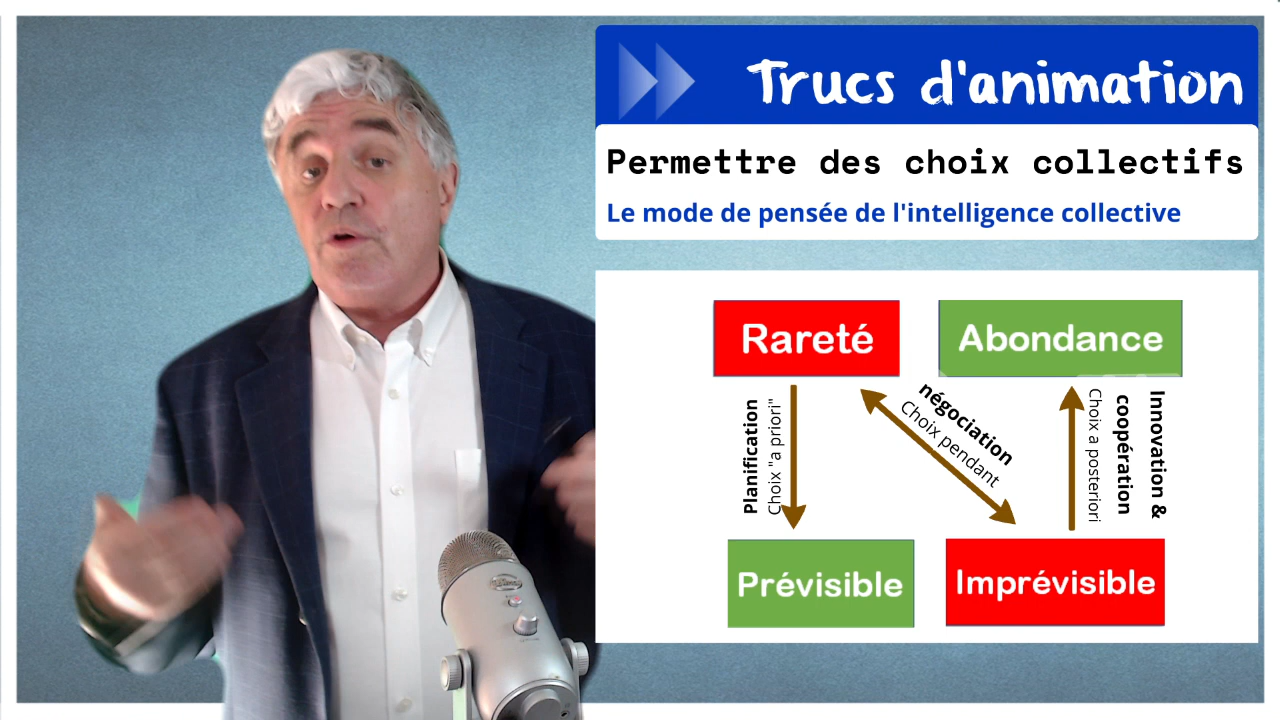 Trucs d'animation
Permettre des choix collectifs
Le mode de pensée de l'intelligence collective
Rareté
Abondance
Planification
Choix "a priori"
négociation
Choix pendant
Choix a posteriori
Innovation &
coopération
Prévisible
Imprévisible